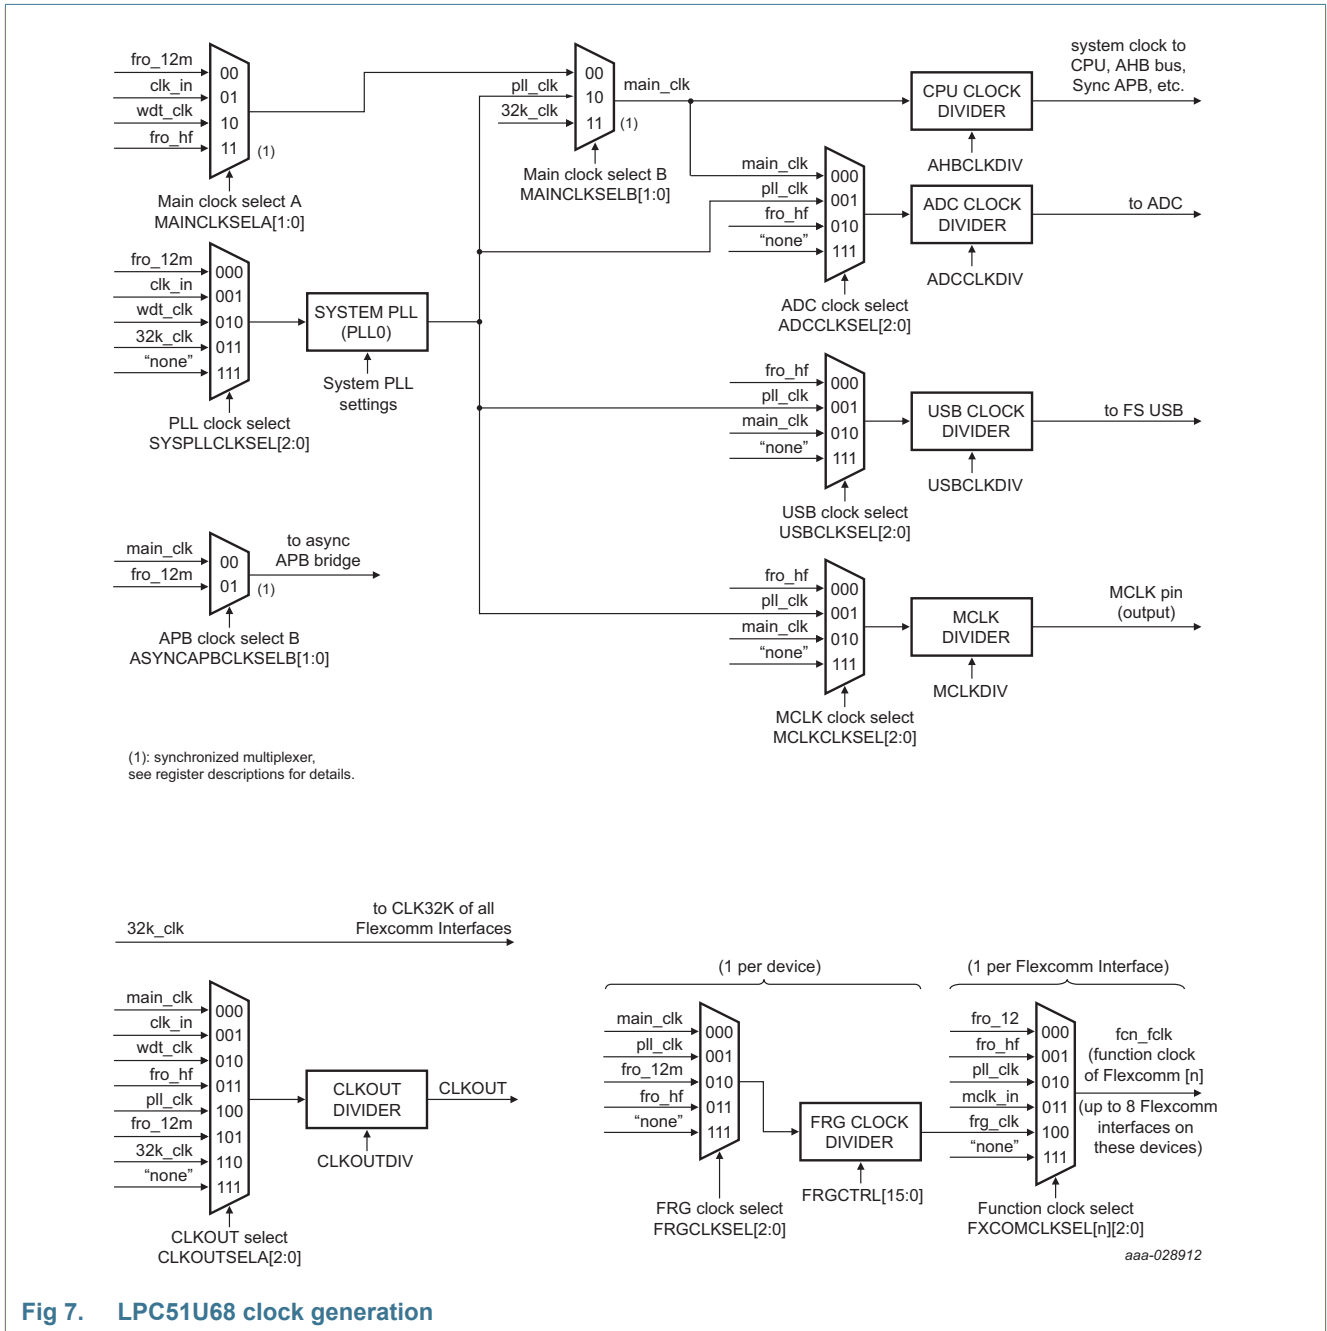 fro_12m
clk_in
wdt_clk
fro_hf
00
01
10
11
(1)
Main clock select A
MAINCLKSELA[1:0]
pll_clk
32k_clk
00
10
11
(1)
main_clk
Main clock select B
MAINCLKSELB[1:0]
CPU CLOCK
DIVIDER
AHBCLKDIV
system clock to
CPU, AHB bus,
Sync APB, etc.
main_clk
pll_clk
fro_hf
“none”
000
001
010
111
ADC clock select
ADCCLKSEL[2:0]
ADC CLOCK
DIVIDER
ADCCLKDIV
to ADC
fro_12m
clk_in
wdt_clk
32k_clk
“none”
000
001
010
011
111
PLL clock select
SYSPLLCLKSEL[2:0]
SYSTEM PLL
(PLL0)
System PLL
settings
fro_hf
pll_clk
main_clk
“none”
000
001
010
111
USB clock select
USBCLKSEL[2:0]
USB CLOCK
DIVIDER
USBCLKDIV
to FS USB
main_clk
fro_12m
00
01
(1)
to async
APB bridge
APB clock select B
ASYNCAPBCLKSELB[1:0]
fro_hf
pll_clk
main_clk
“none”
000
001
010
111
MCLK clock select
MCLKCLKSEL[2:0]
MCLK
DIVIDER
MCLKDIV
MCLK pin
(output)
(1): synchronized multiplexer,
see register descriptions for details.
32k_clk
to CLK32K of all
Flexcomm Interfaces
main_clk
clk_in
wdt_clk
fro_hf
pll_clk
fro_12m
32k_clk
“none”
000
001
010
011
100
101
110
111
CLKOUT select
CLKOUTSELA[2:0]
CLKOUT
DIVIDER
CLKOUTDIV
CLKOUT
(1 per device)
main_clk
pll_clk
fro_12m
fro_hf
“none”
000
001
010
011
111
FRG clock select
FRGCLKSEL[2:0]
FRG CLOCK
DIVIDER
FRGCTRL[15:0]
(1 per Flexcomm Interface)
fro_12
fro_hf
pll_clk
mclk_in
frg_clk
“none”
000
001
010
011
100
111
Function clock select
FXCOMCLKSEL[n][2:0]
fcn_fclk
(function clock
of Flexcomm [n]
(up to 8 Flexcomm
interfaces on
these devices)
aaa-028912
Fig 7. LPC51U68 clock generation